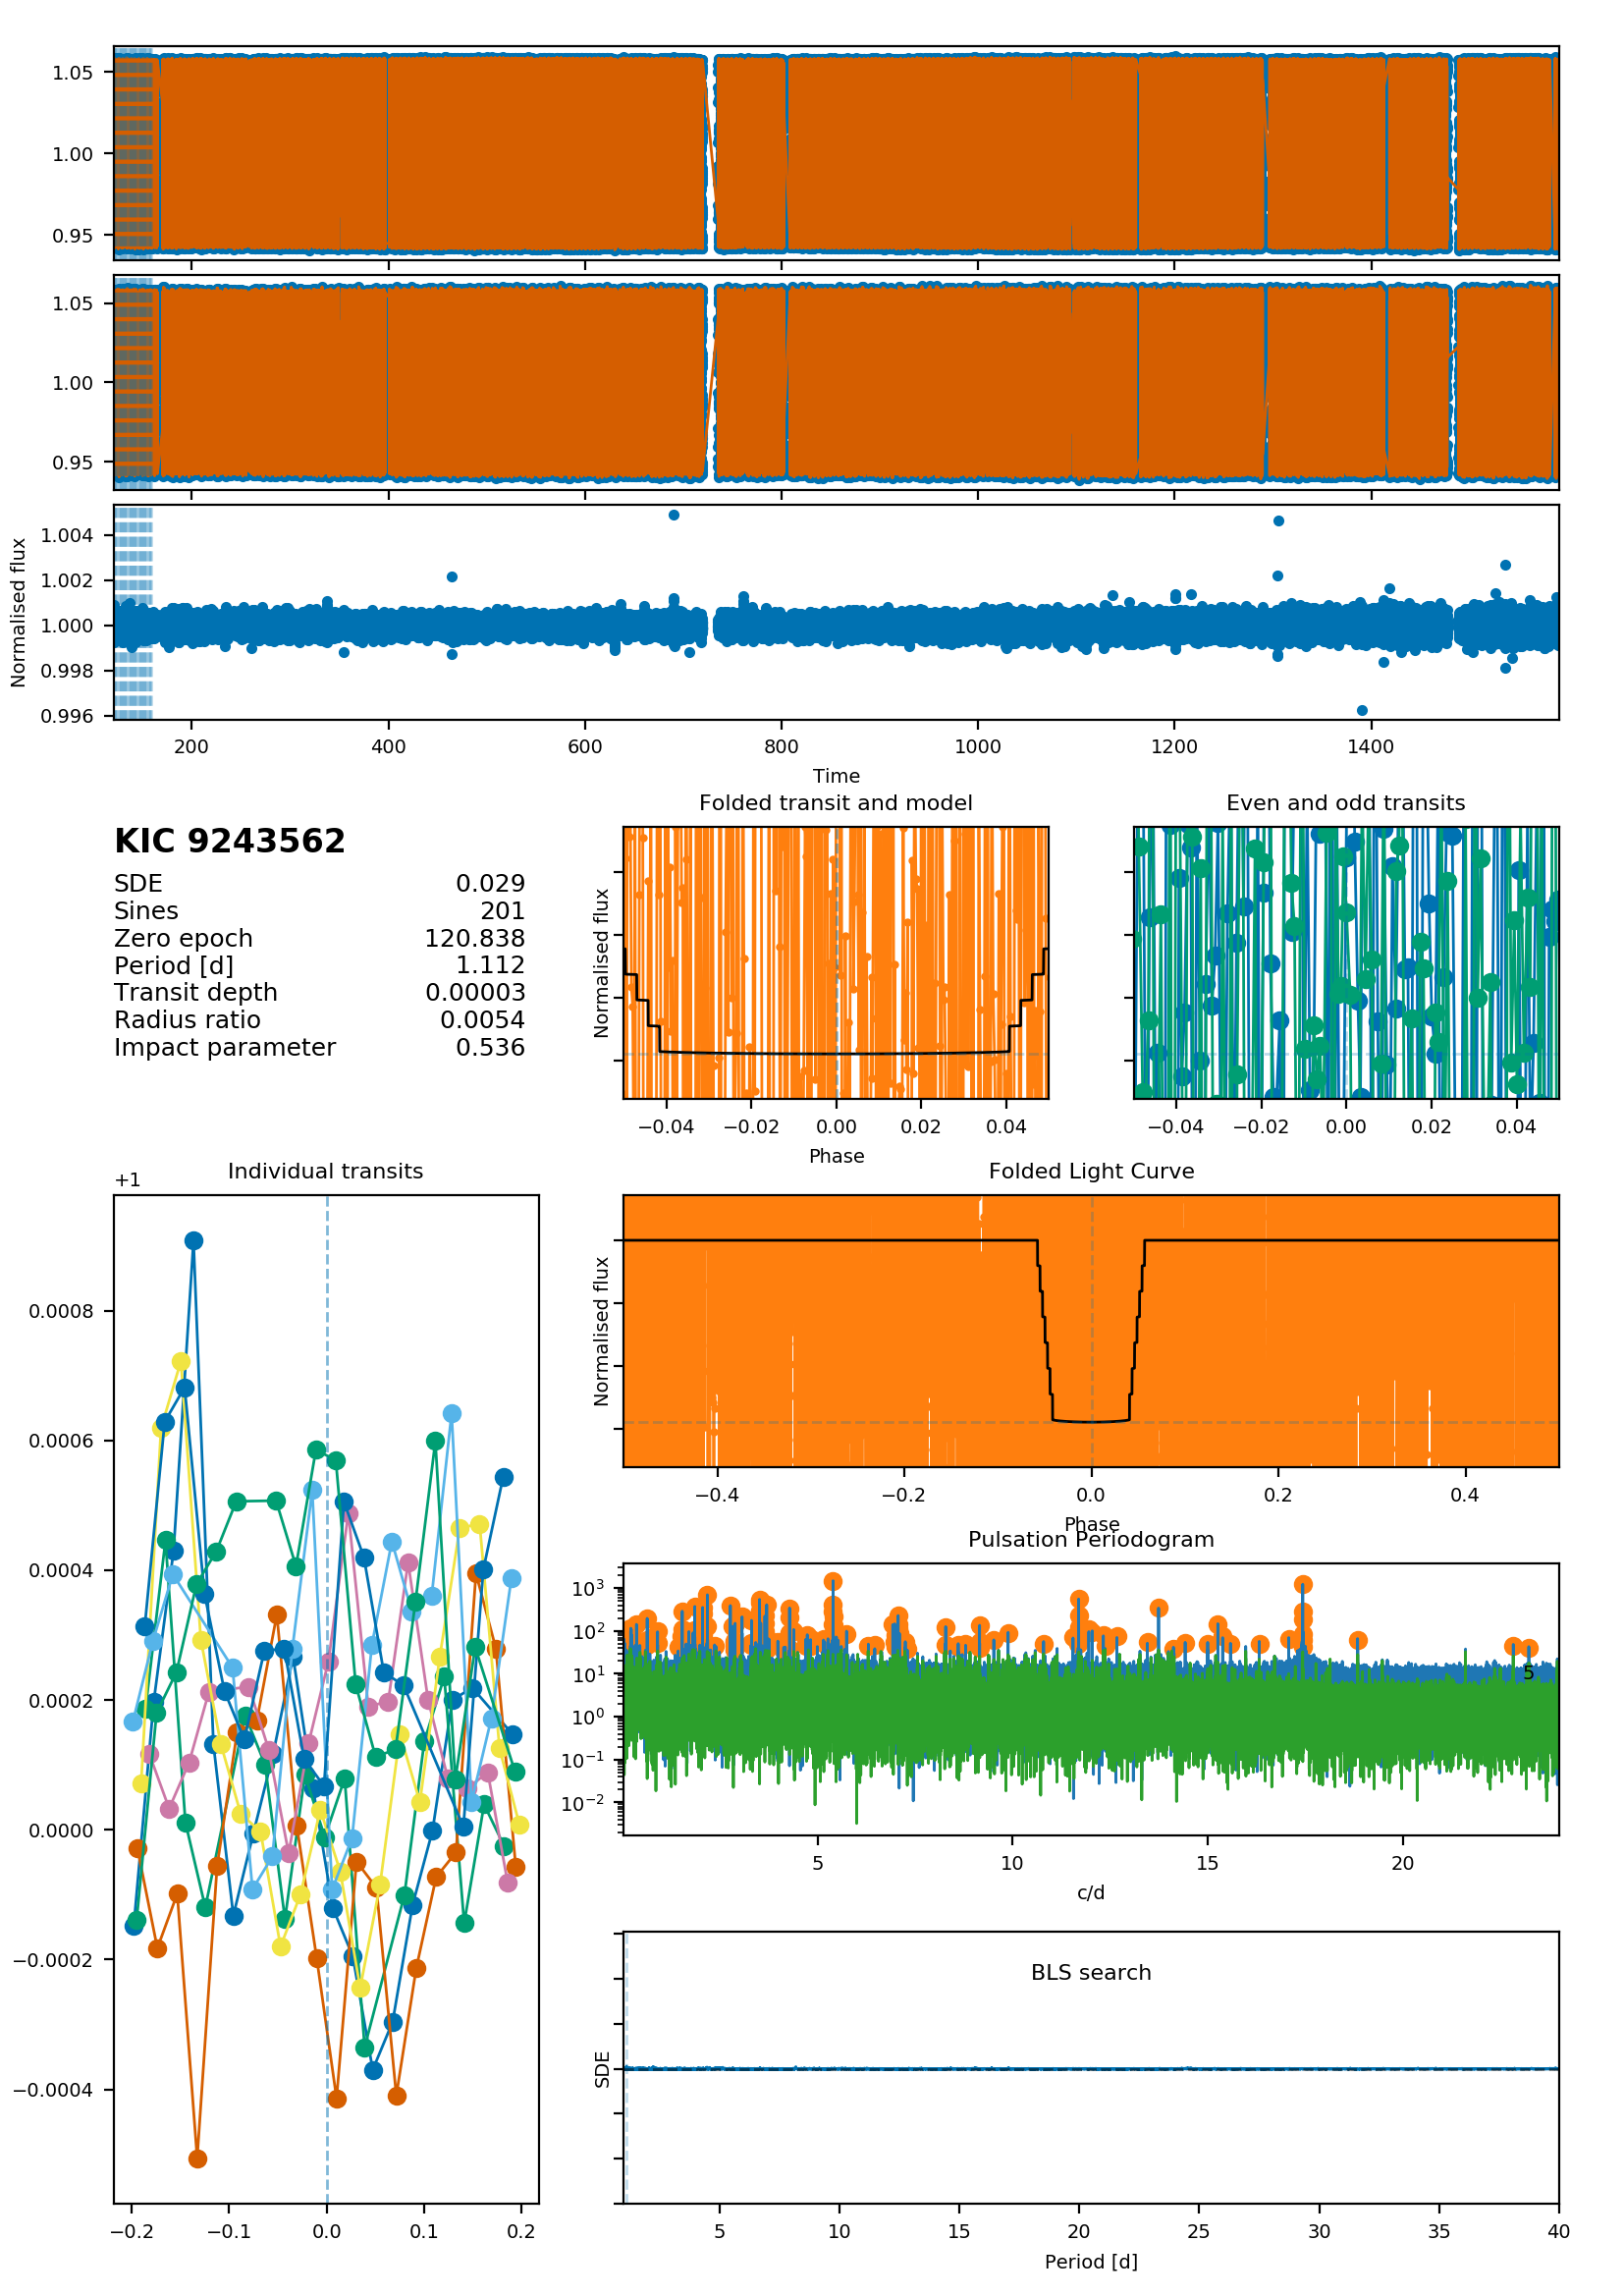 1.05
1.00
0.95
1.05
1.00
0.95
Normalised flux
1.004
1.002
1.000
0.998
0.996
200 400 600 800 1000 1200 1400
Time
KIC 9243562
SDE 0.029
Sines 201
Zero epoch 120.838
Period [d] 1.112
Transit depth 0.00003
Radius ratio 0.0054
Impact parameter 0.536
Folded transit and model
Normalised flux
−0.04 −0.02 0.00 0.02 0.04
Phase
Even and odd transits
−0.04 −0.02 0.00 0.02 0.04
Individual transits
+1
0.0008
0.0006
0.0004
0.0002
0.0000
−0.0002
−0.0004
−0.2 −0.1 0.0 0.1 0.2
Folded Light Curve
Normalised flux
−0.4 −0.2 0.0 0.2 0.4
Phase
Pulsation Periodogram
10³
10²
10¹
10⁰
10⁻¹
10⁻²
5
5 10 15 20
c/d
BLS search
SDE
5 10 15 20 25 30 35 40
Period [d]